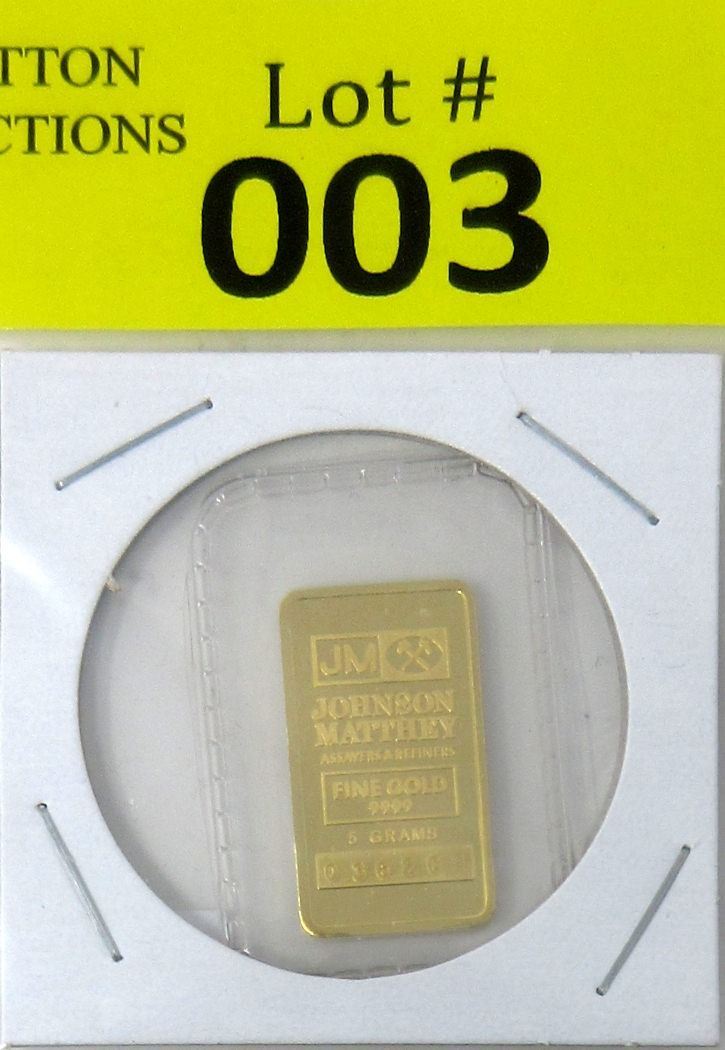 TTON
CTIONS
Lot #
003
JM
JOHNSON
MATTHEY
ASSAYERS & REFINERS
FINE GOLD
9999
5 GRAMS